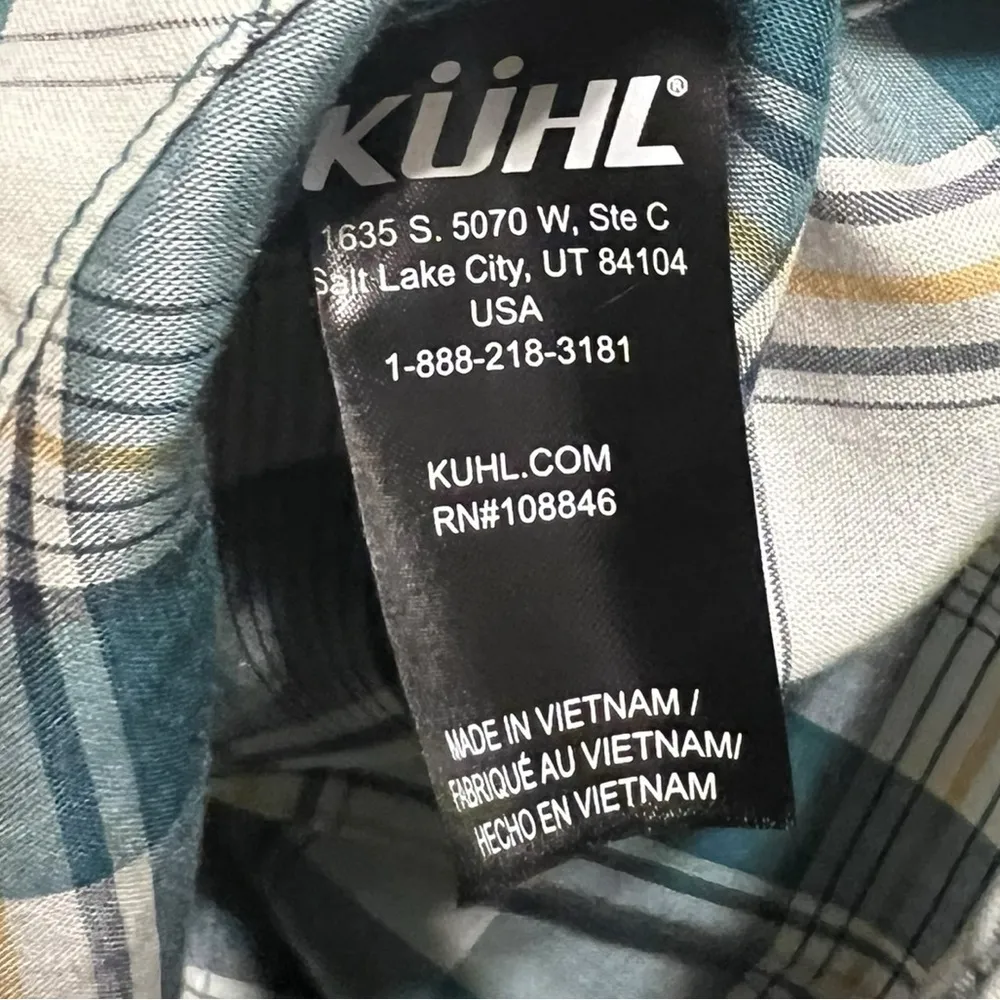 KÜHL®
1635 S. 5070 W, Ste C
Salt Lake City, UT 84104
USA
1-888-218-3181
KUHL.COM
RN#108846
MADE IN VIETNAM /
FABRIQUÉ AU VIETNAM/
HECHO EN VIETNAM